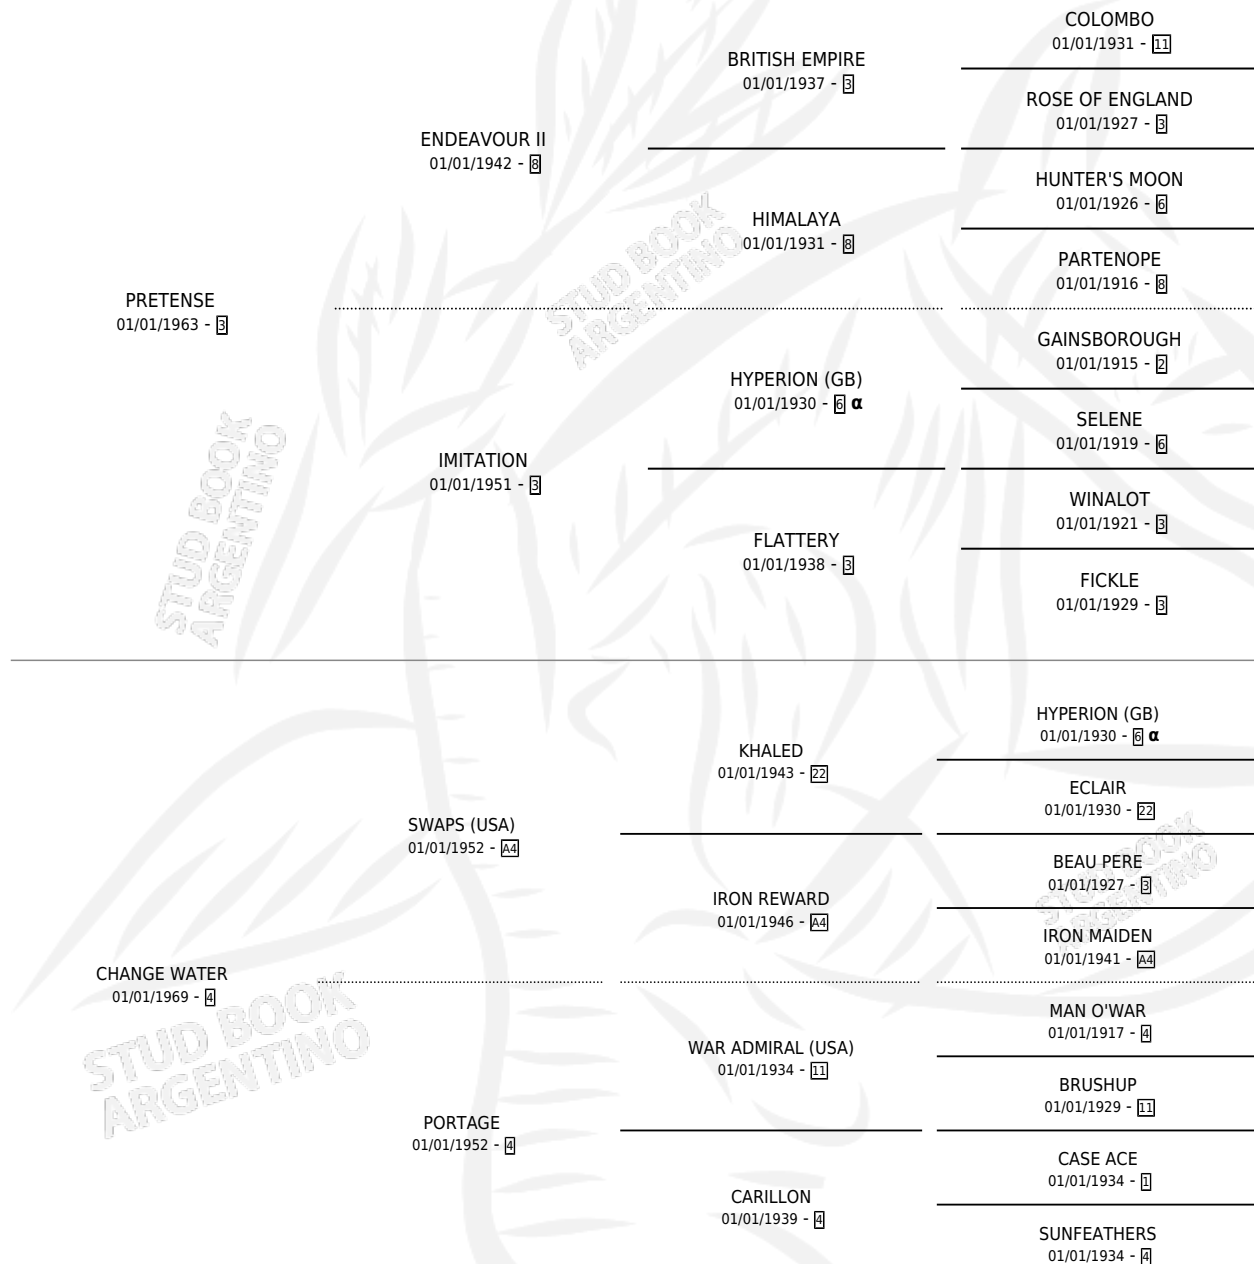 COLOMBO
01/01/1931 - 11
BRITISH EMPIRE
01/01/1937 - 3
ROSE OF ENGLAND
01/01/1927 - 3
ENDEAVOUR II
01/01/1942 - 8
HUNTER'S MOON
01/01/1926 - 6
HIMALAYA
01/01/1931 - 8
PARTENOPE
01/01/1916 - 8
PRETENSE
01/01/1963 - 3
GAINSBOROUGH
01/01/1915 - 2
HYPERION (GB)
01/01/1930 - 6 α
SELENE
01/01/1919 - 6
IMITATION
01/01/1951 - 3
WINALOT
01/01/1921 - 3
FLATTERY
01/01/1938 - 3
FICKLE
01/01/1929 - 3
HYPERION (GB)
01/01/1930 - 6 α
KHALED
01/01/1943 - 22
ECLAIR
01/01/1930 - 22
SWAPS (USA)
01/01/1952 - A4
BEAU PERE
01/01/1927 - 3
IRON REWARD
01/01/1946 - A4
IRON MAIDEN
01/01/1941 - A4
CHANGE WATER
01/01/1969 - 4
MAN O'WAR
01/01/1917 - 4
WAR ADMIRAL (USA)
01/01/1934 - 11
BRUSHUP
01/01/1929 - 11
PORTAGE
01/01/1952 - 4
CASE ACE
01/01/1934 - 1
CARILLON
01/01/1939 - 4
SUNFEATHERS
01/01/1934 - 4
STUD BOOK
ARGENTINO
STUD BOOK
ARGENTINO
STUD BOOK
ARGENTINO
STUD BOOK
ARGENTINO